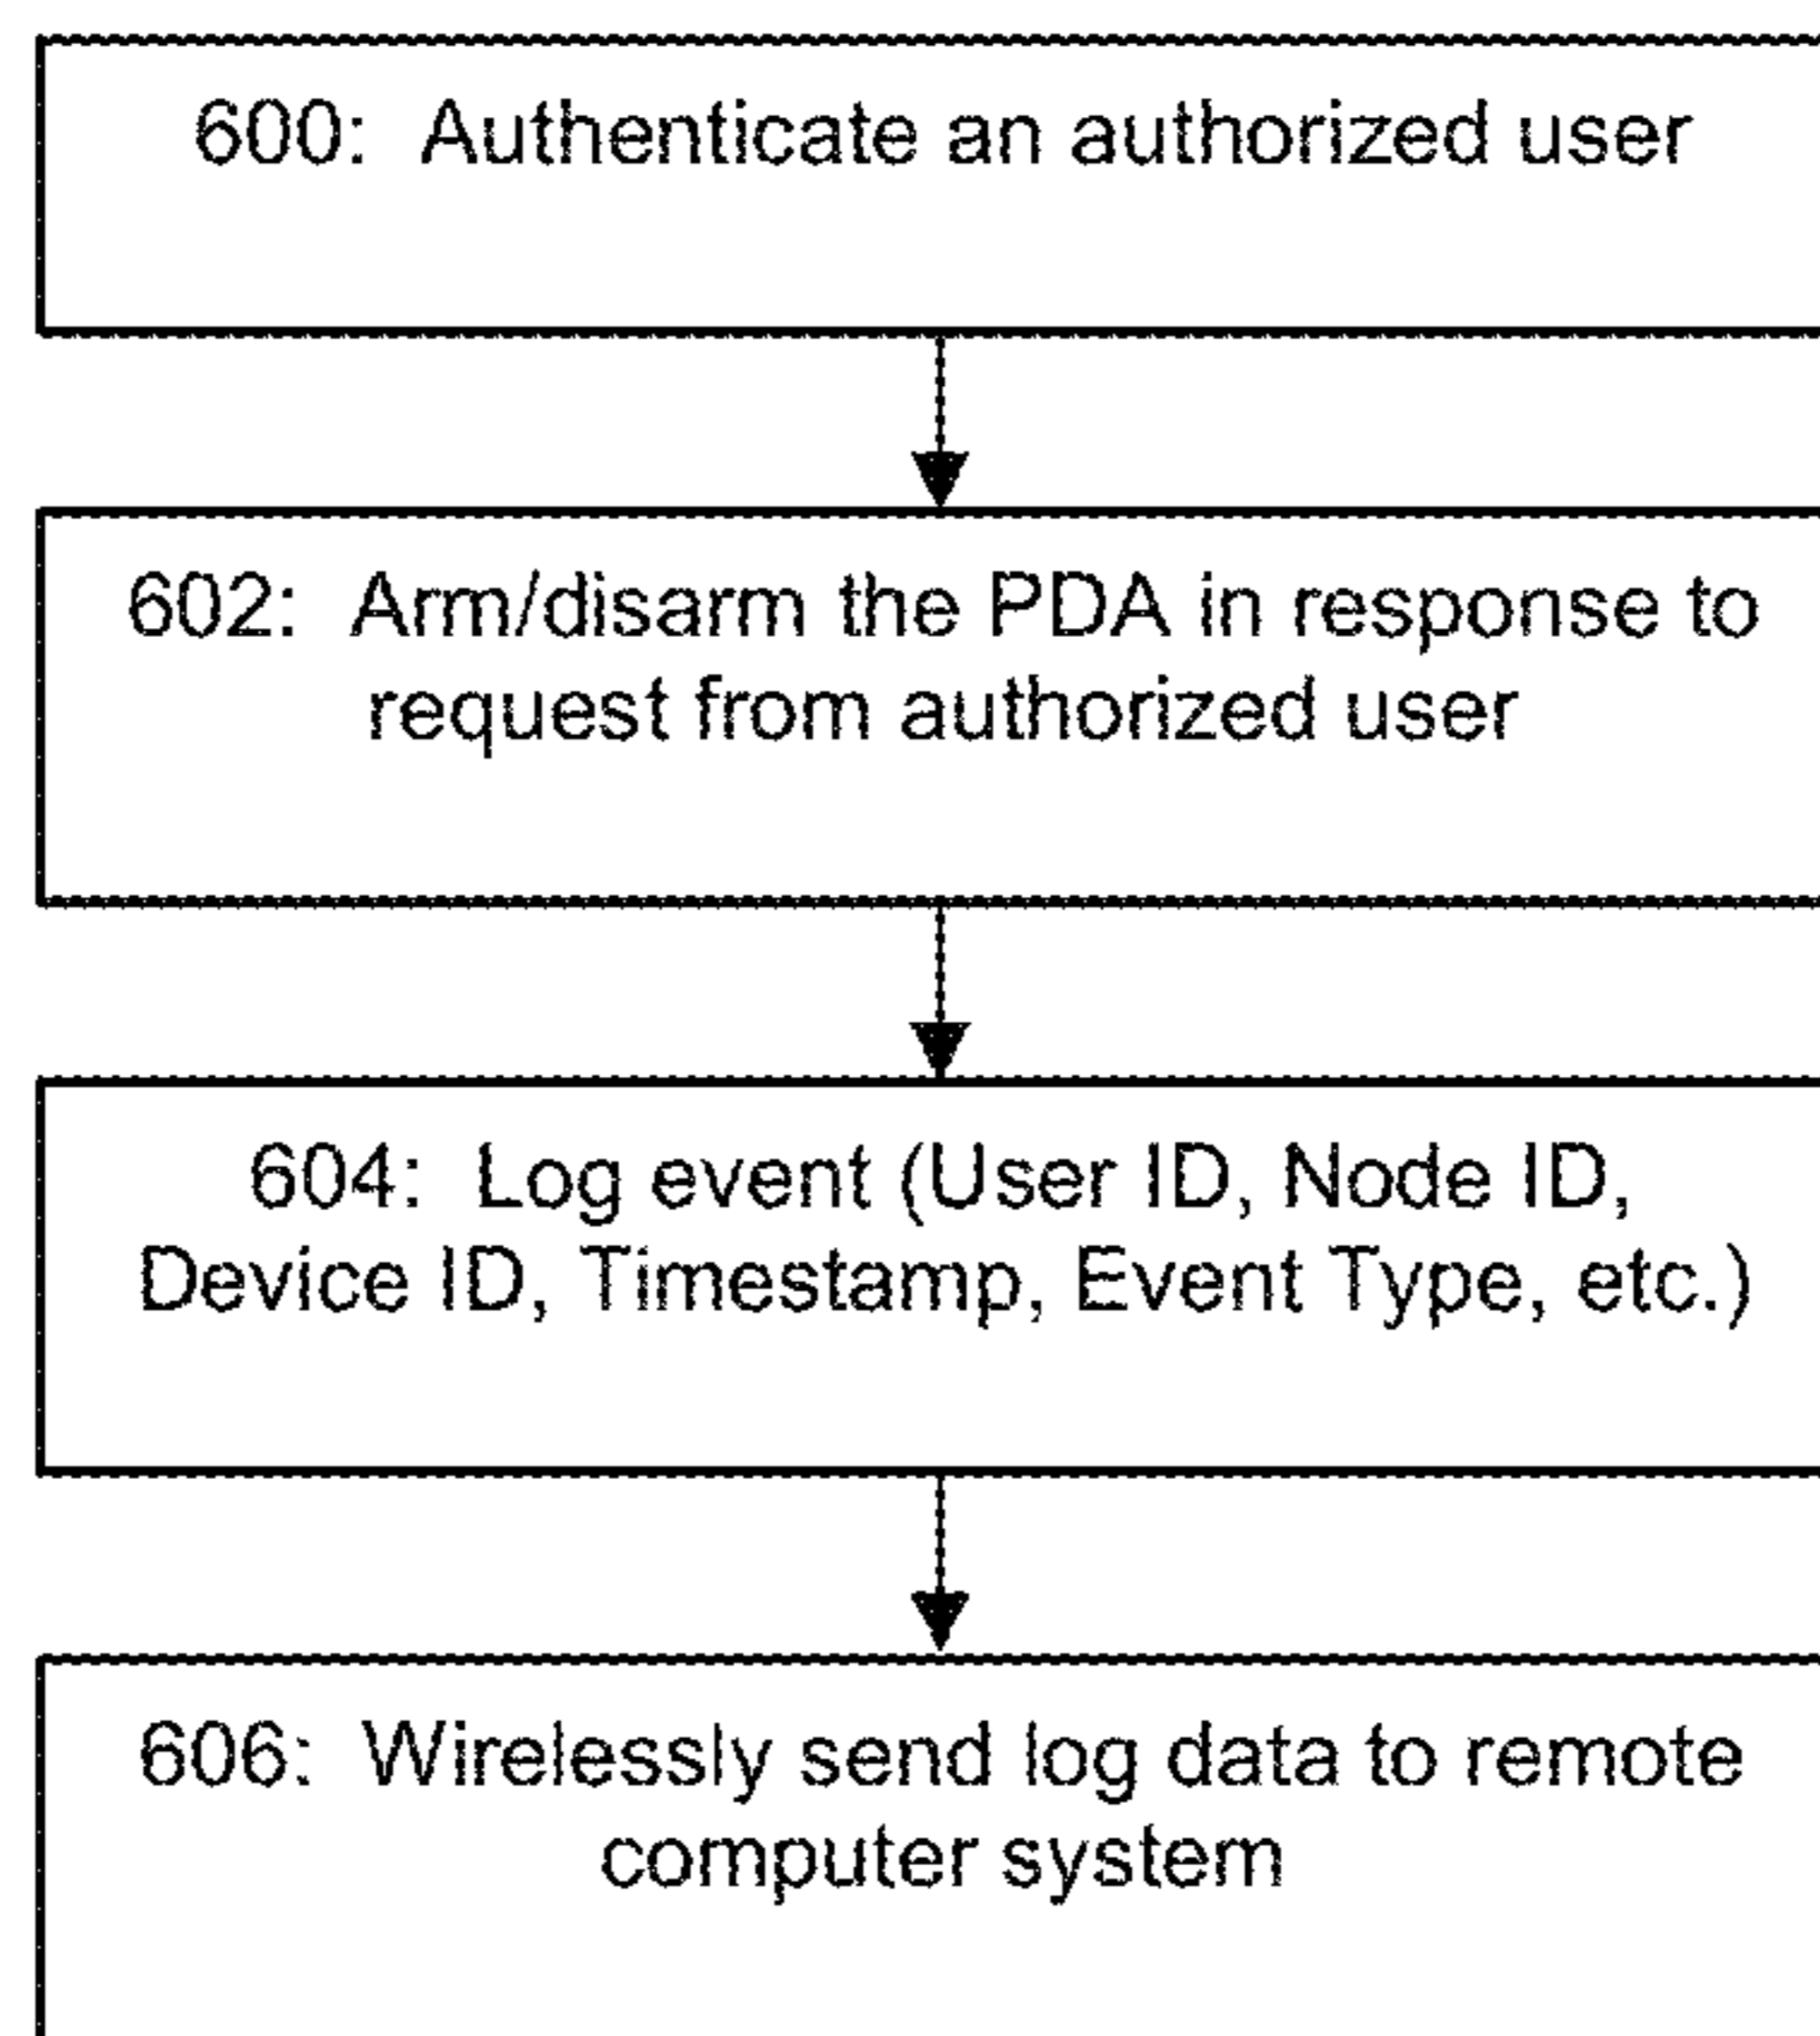 600: Authenticate an authorized user
602: Arm/disarm the PDA in response to
request from authorized user
604: Log event (User ID, Node ID,
Device ID, Timestamp, Event Type, etc.)
606: Wirelessly send log data to remote
computer system